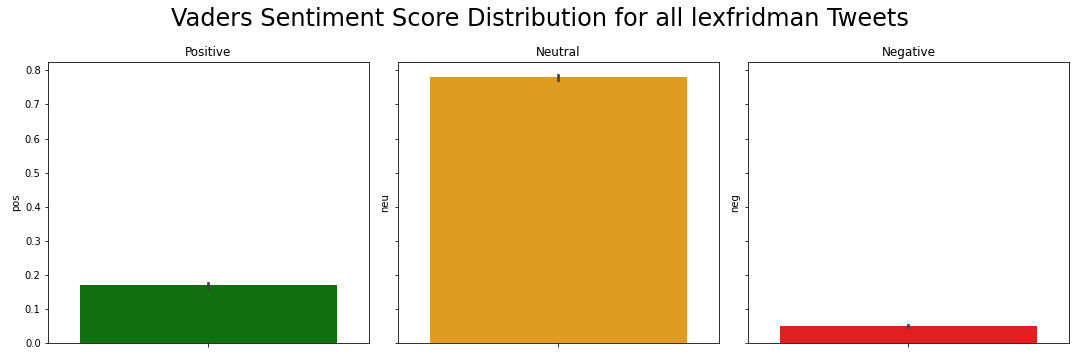 Vaders Sentiment Score Distribution for all lexfridman Tweets
Positive
Neutral
Negative
0.8
0.7
0.6
0.5
0.4
0.3
0.2
0.1
0.0
pos
neu
neg